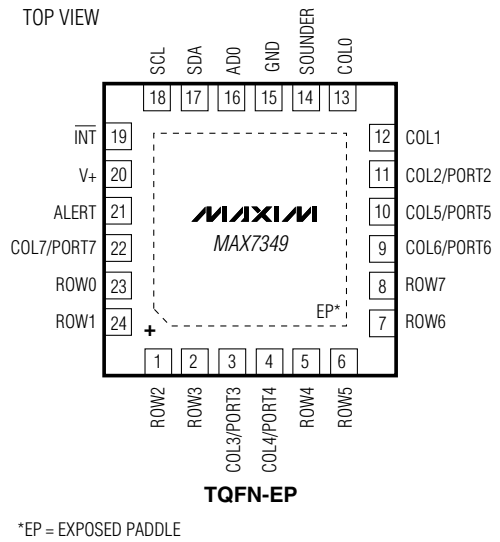 TOP VIEW
SCL
SDA
AD0
GND
SOUNDER
COL0
18 17 16 15 14 13
INT 19
V+ 20
ALERT 21
COL7/PORT7 22
ROW0 23
ROW1 24
12 COL1
11 COL2/PORT2
10 COL5/PORT5
9 COL6/PORT6
8 ROW7
7 ROW6
MAXIM
MAX7349
EP*
+
1 2 3 4 5 6
ROW2
ROW3
COL3/PORT3
COL4/PORT4
ROW4
ROW5
TQFN-EP
*EP = EXPOSED PADDLE